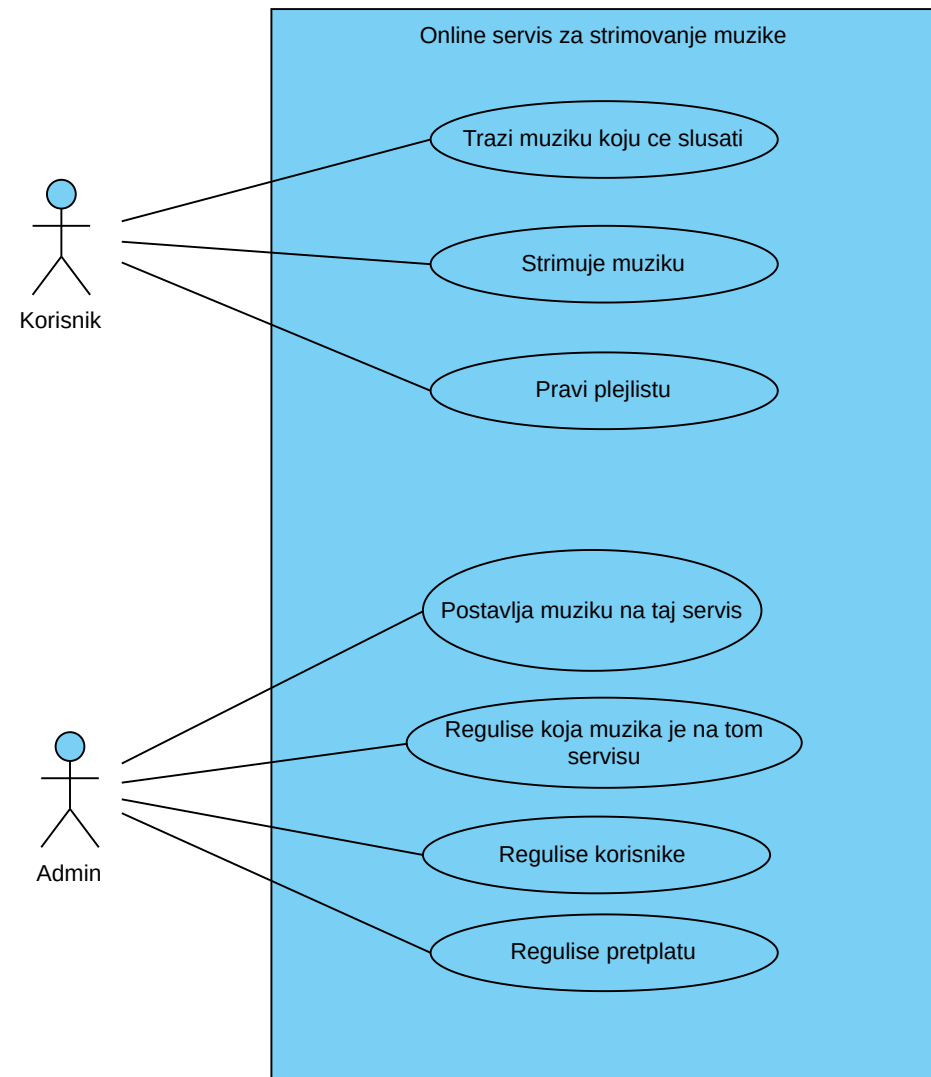 Online servis za strimovanje muzike
Trazi muziku koju ce slusati
Strimuje muziku
Korisnik
Pravi plejlistu
Postavlja muziku na taj servis
Regulise koja muzika je na tom
servisu
Regulise korisnike
Admin
Regulise pretplatu